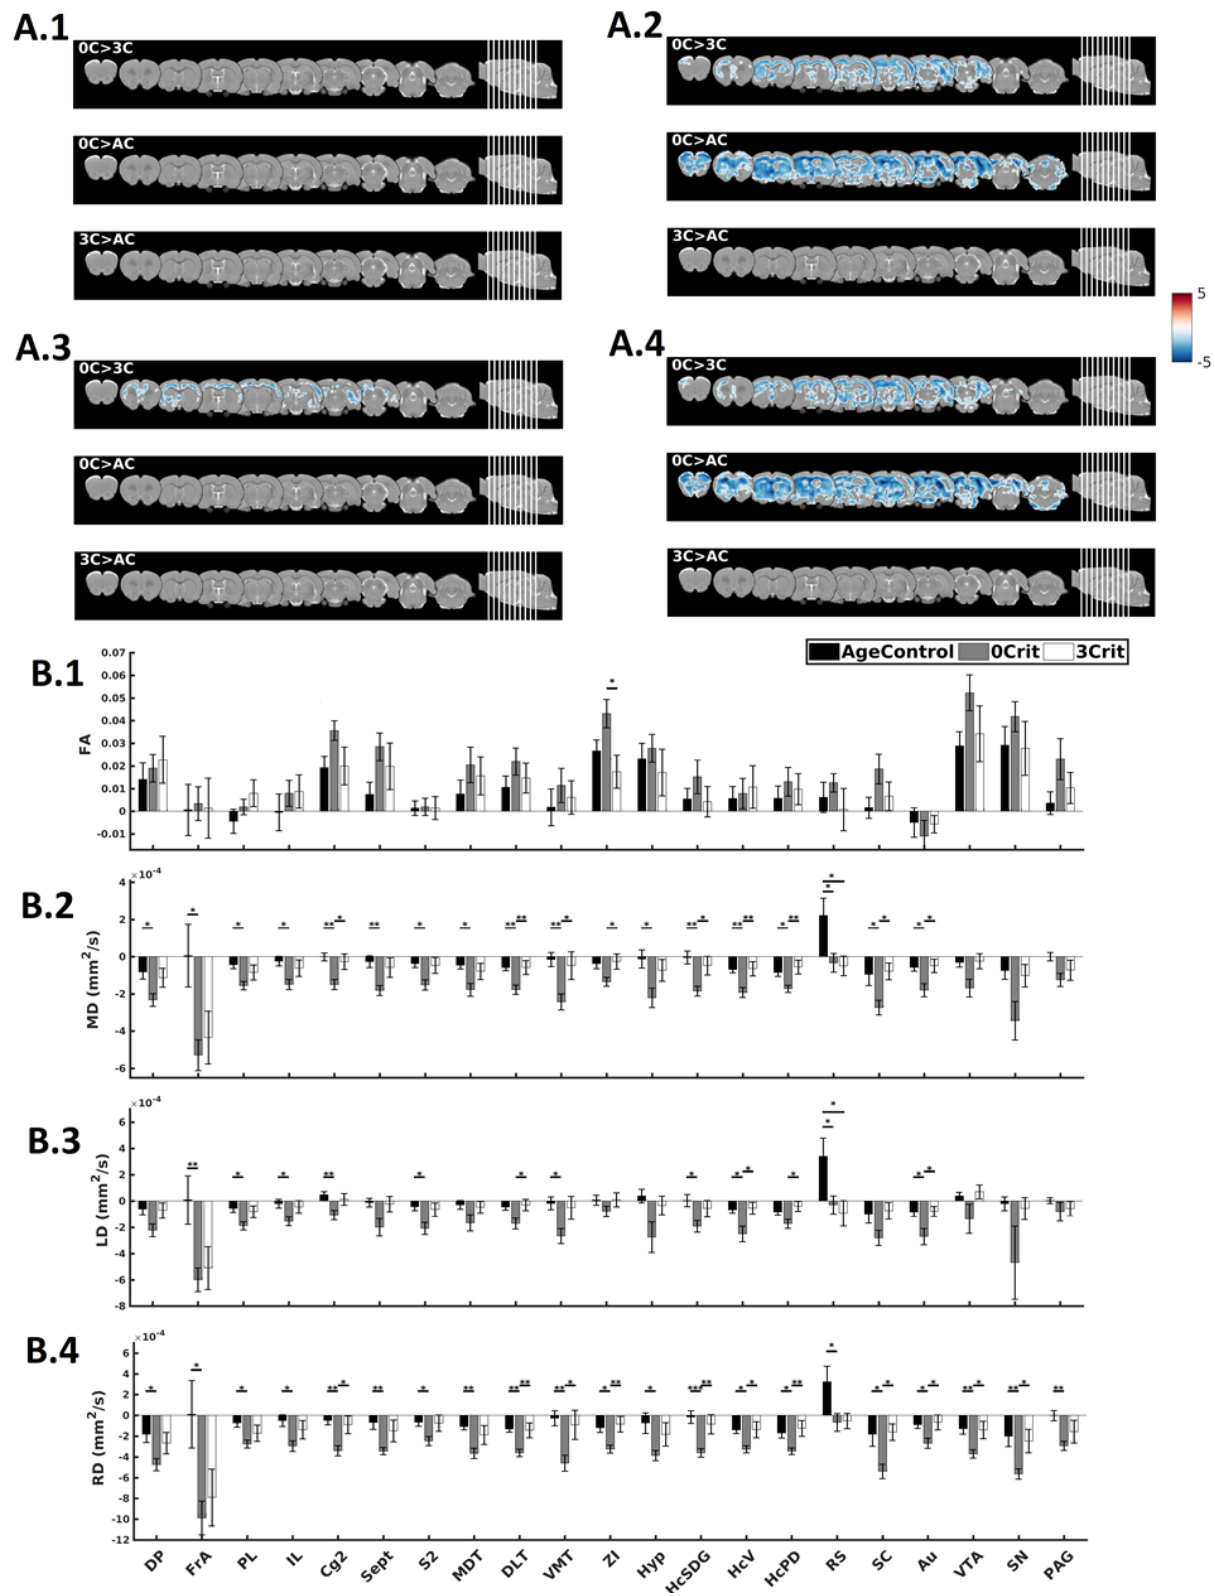 A.1
0C>3C
0C>AC
3C>AC
A.2
0C>3C
0C>AC
3C>AC
5
-5
A.3
0C>3C
0C>AC
3C>AC
A.4
0C>3C
0C>AC
3C>AC
AgeControl 0Crit 3Crit
B.1
FA
0.07
0.06
0.05
0.04
0.03
0.02
0.01
0
-0.01
*
B.2
MD (mm²/s)
×10⁻⁴
4
2
0
-2
-4
-6
* * * * ** * ** * * ** ** ** * * * ** * ** ** * ** * * * * * *
B.3
LD (mm²/s)
×10⁻⁴
6
4
2
0
-2
-4
-6
-8
** * * ** * * * * * * * * * * *
B.4
RD (mm²/s)
×10⁻⁴
6
4
2
0
-2
-4
-6
-8
-10
-12
* * * * ** * ** * ** ** ** ** * * ** * *** ** * * * ** * * * * * ** * ** * **
DP FrA PL IL Cg2 Sept S2 MDT DLT VMT ZI Hyp HcSDG HcV HcPD RS SC Au VTA SN PAG